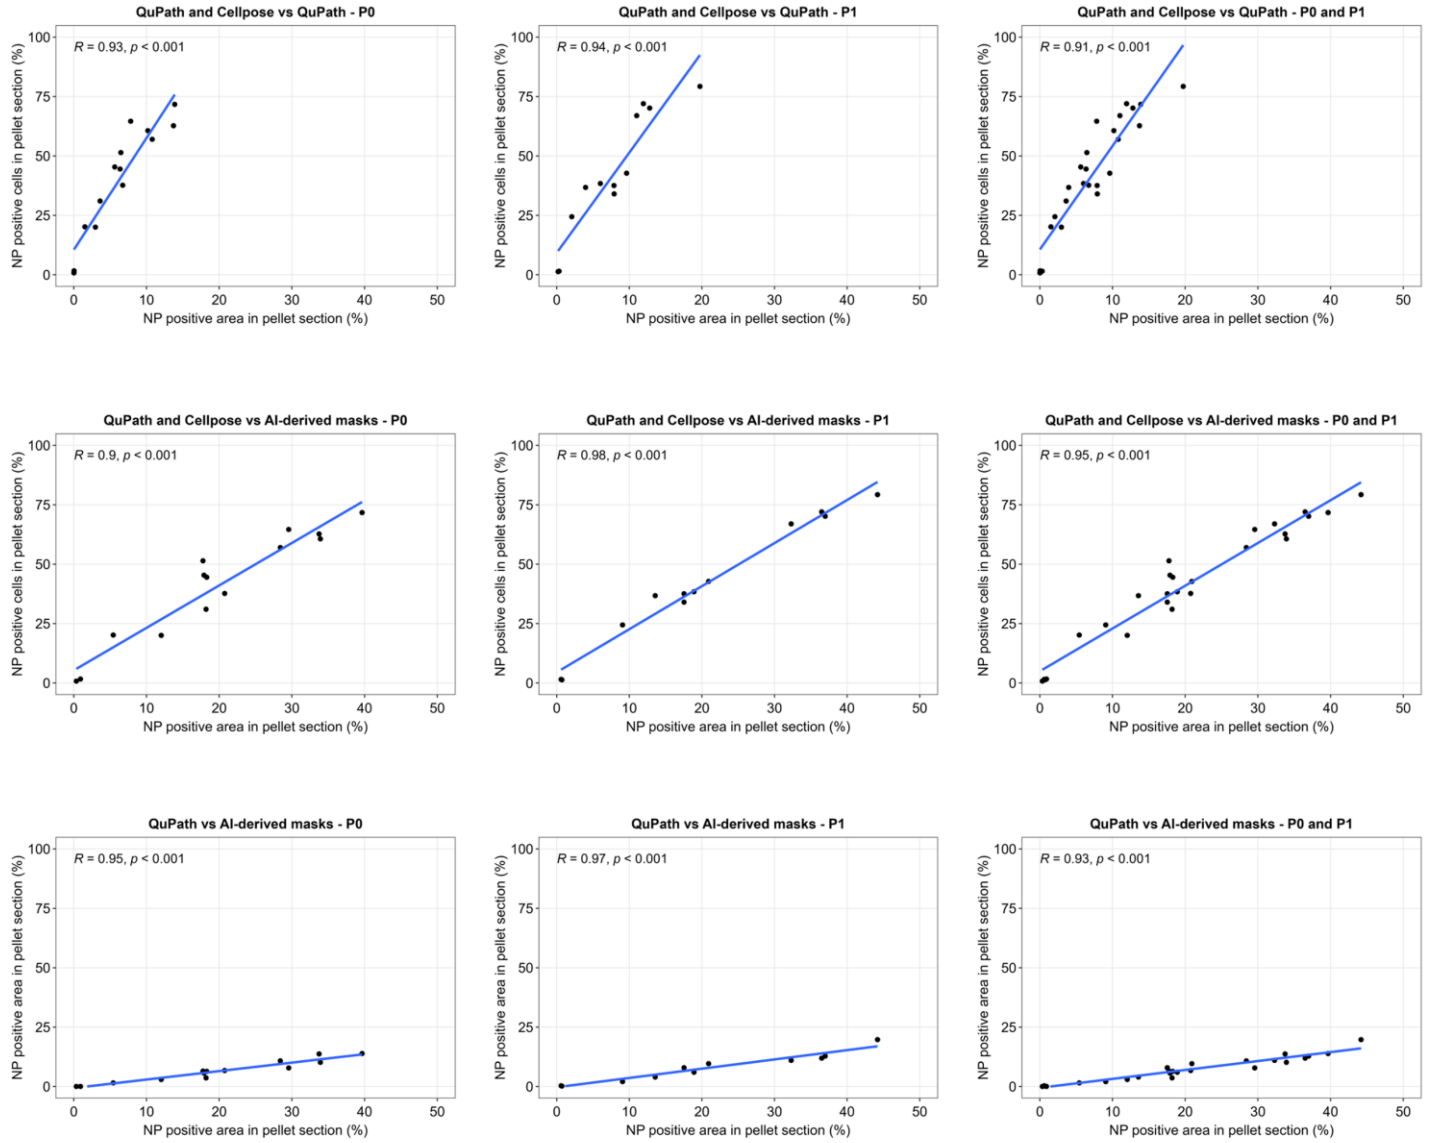 QuPath and Cellpose vs QuPath - P0
R = 0.93, p < 0.001
NP positive cells in pellet section (%)
100
75
50
25
0
0 10 20 30 40 50
NP positive area in pellet section (%)
QuPath and Cellpose vs QuPath - P1
R = 0.94, p < 0.001
NP positive cells in pellet section (%)
100
75
50
25
0
0 10 20 30 40 50
NP positive area in pellet section (%)
QuPath and Cellpose vs QuPath - P0 and P1
R = 0.91, p < 0.001
NP positive cells in pellet section (%)
100
75
50
25
0
0 10 20 30 40 50
NP positive area in pellet section (%)
QuPath and Cellpose vs AI-derived masks - P0
R = 0.9, p < 0.001
NP positive cells in pellet section (%)
100
75
50
25
0
0 10 20 30 40 50
NP positive area in pellet section (%)
QuPath and Cellpose vs AI-derived masks - P1
R = 0.98, p < 0.001
NP positive cells in pellet section (%)
100
75
50
25
0
0 10 20 30 40 50
NP positive area in pellet section (%)
QuPath and Cellpose vs AI-derived masks - P0 and P1
R = 0.95, p < 0.001
NP positive cells in pellet section (%)
100
75
50
25
0
0 10 20 30 40 50
NP positive area in pellet section (%)
QuPath vs AI-derived masks - P0
R = 0.95, p < 0.001
NP positive area in pellet section (%)
100
75
50
25
0
0 10 20 30 40 50
NP positive area in pellet section (%)
QuPath vs AI-derived masks - P1
R = 0.97, p < 0.001
NP positive area in pellet section (%)
100
75
50
25
0
0 10 20 30 40 50
NP positive area in pellet section (%)
QuPath vs AI-derived masks - P0 and P1
R = 0.93, p < 0.001
NP positive area in pellet section (%)
100
75
50
25
0
0 10 20 30 40 50
NP positive area in pellet section (%)